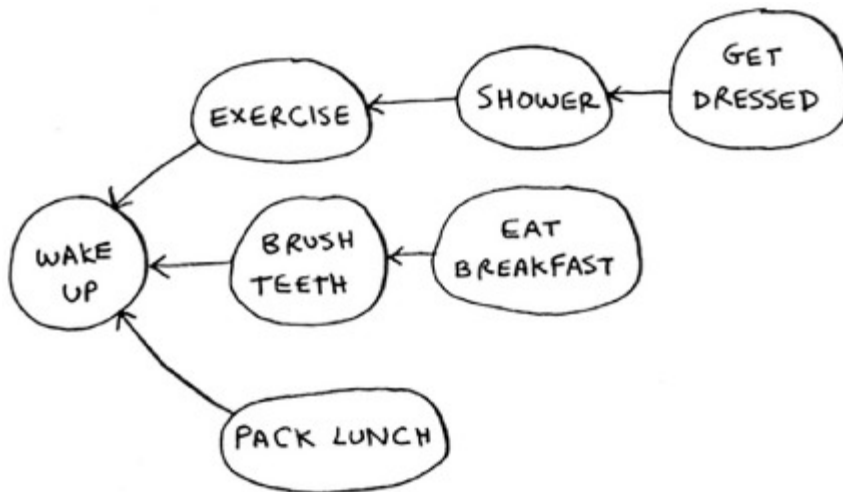 EXERCISE
SHOWER
GET
DRESSED
WAKE
UP
BRUSH
TEETH
EAT
BREAKFAST
PACK LUNCH